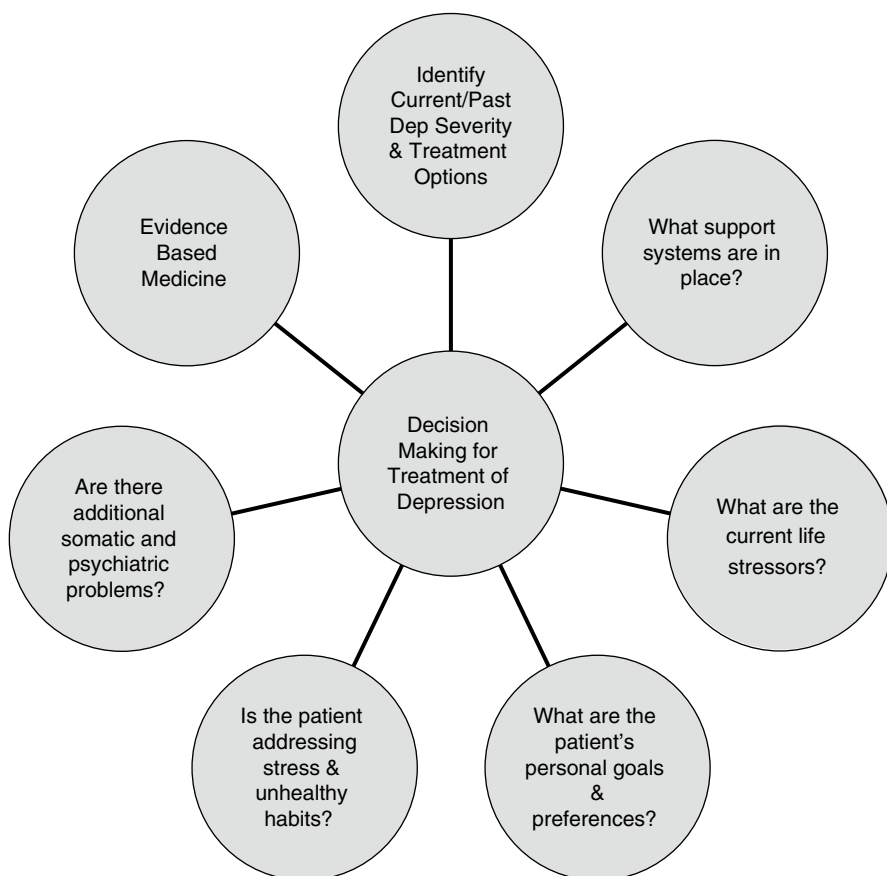 Identify
Current/Past
Dep Severity
& Treatment
Options
Evidence
Based
Medicine
What support
systems are in
place?
Decision
Making for
Treatment of
Depression
Are there
additional
somatic and
psychiatric
problems?
What are the
current life
stressors?
Is the patient
addressing
stress &
unhealthy
habits?
What are the
patient’s
personal goals
&
preferences?